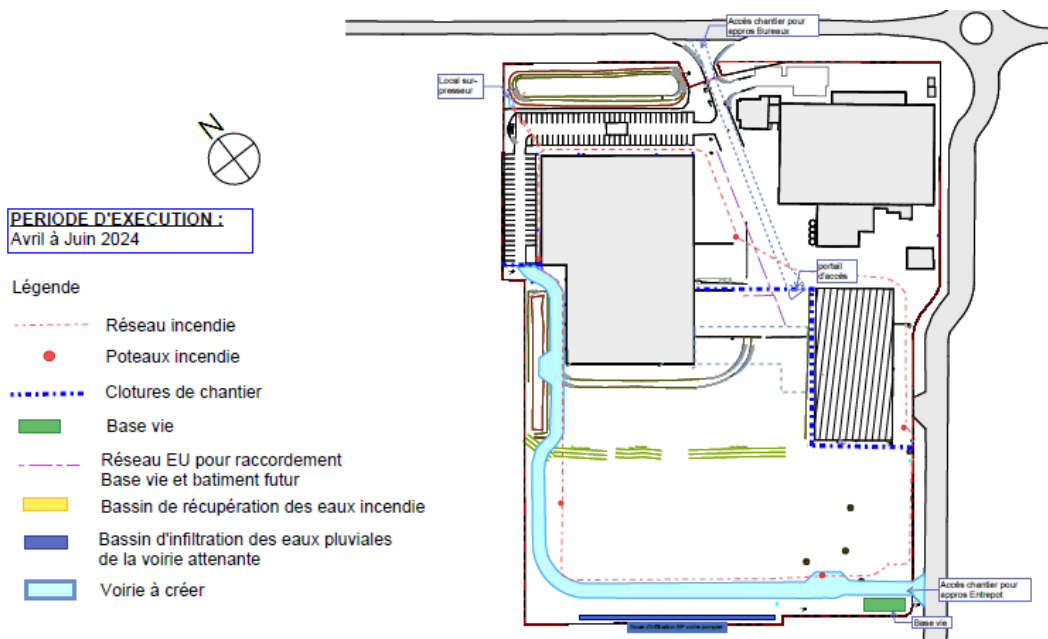 Accès chantier pour
appros Bureaux
Local sur-
presseur
N
PERIODE D'EXECUTION :
Avril à Juin 2024
portail
d'accès
Légende
Réseau incendie
Poteaux incendie
Clotures de chantier
Base vie
Réseau EU pour raccordement
Base vie et batiment futur
Bassin de récupération des eaux incendie
Bassin d'infiltration des eaux pluviales
de la voirie attenante
Voirie à créer
Accès chantier pour
appros Entrepot
Base vie